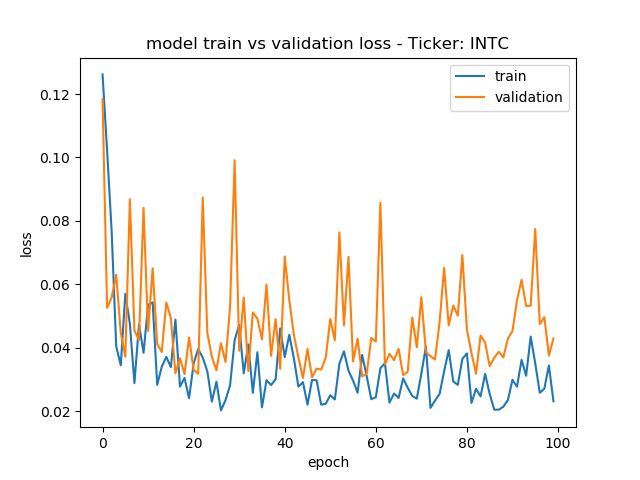 model train vs validation loss - Ticker: INTC
train
validation
0.12
0.10
0.08
0.06
0.04
0.02
loss
0 20 40 60 80 100
epoch